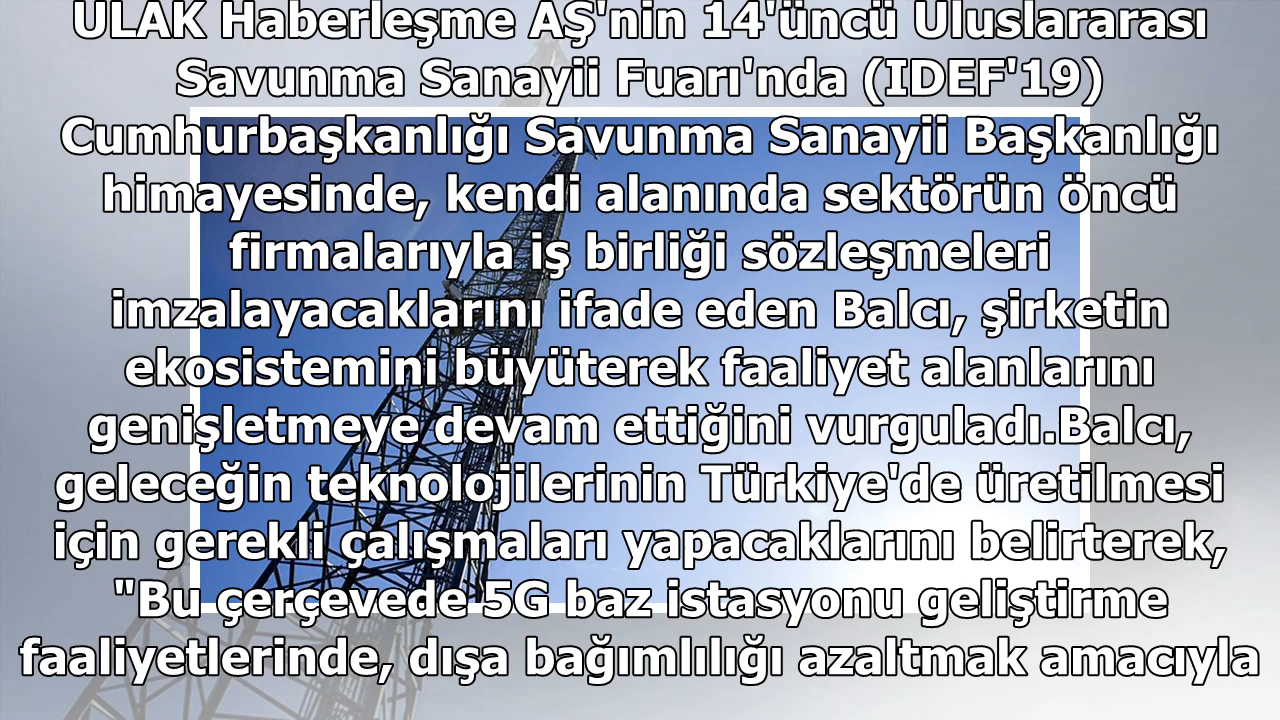 ULAK Haberleşme AŞ'nin 14'üncü Uluslararası
Savunma Sanayii Fuarı'nda (IDEF'19)
Cumhurbaşkanlığı Savunma Sanayii Başkanlığı
himayesinde, kendi alanında sektörün öncü
firmalarıyla iş birliği sözleşmeleri
imzalayacaklarını ifade eden Balcı, şirketin
ekosistemini büyüterek faaliyet alanlarını
genişletmeye devam ettiğini vurguladı.Balcı,
geleceğin teknolojilerinin Türkiye'de üretilmesi
için gerekli çalışmaları yapacaklarını belirterek,
"Bu çerçevede 5G baz istasyonu geliştirme
faaliyetlerinde, dışa bağımlılığı azaltmak amacıyla